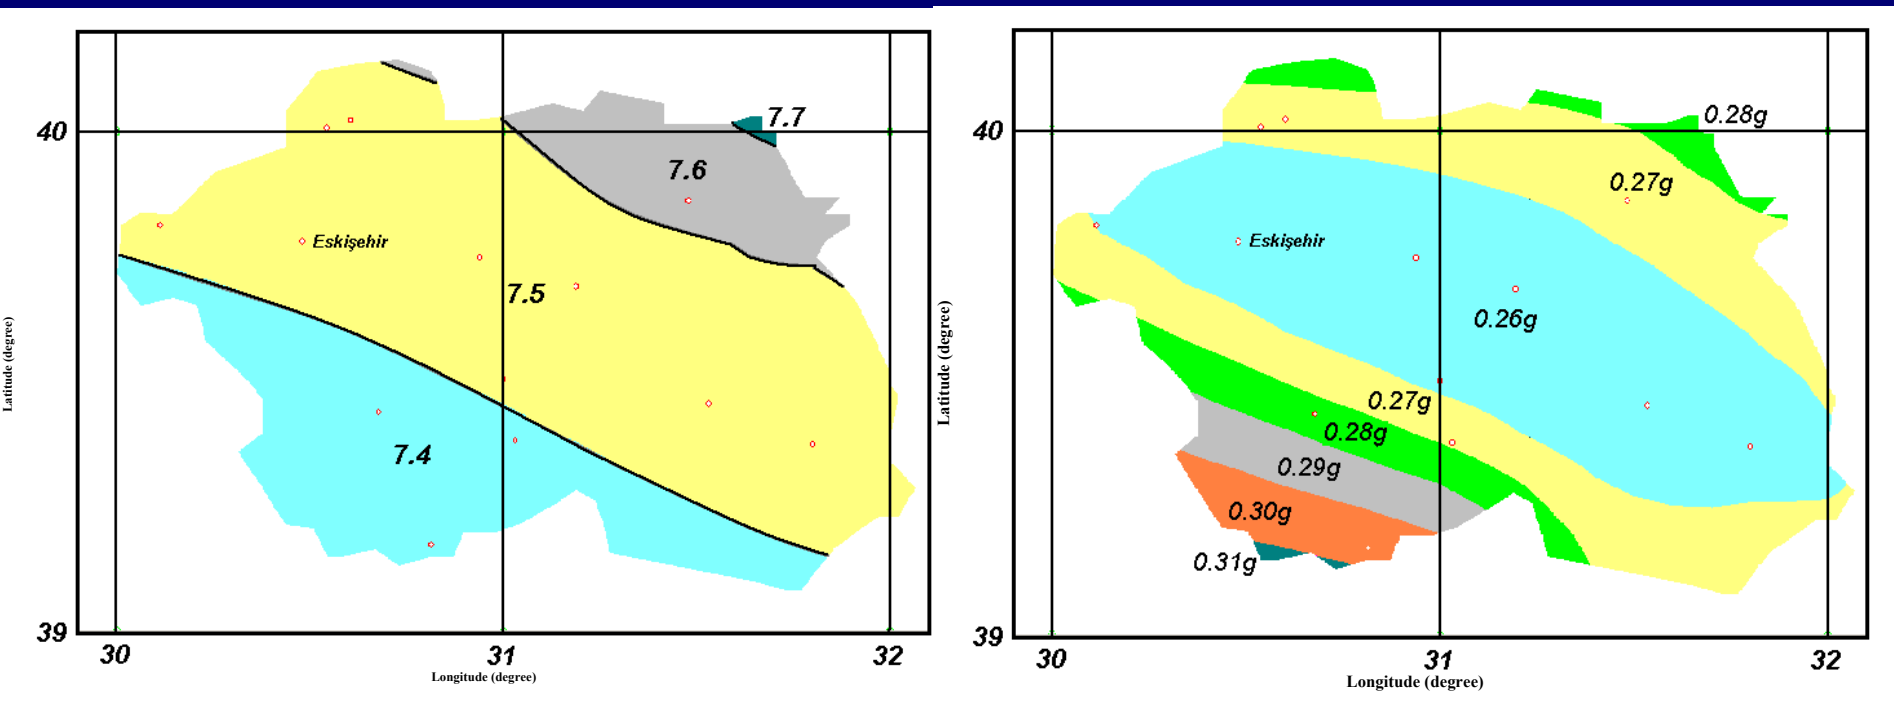 7.7
40
7.6
Eskişehir
7.5
7.4
39
30
31
32
Longitude (degree)
Latitude (degree)
0.28g
40
0.27g
Eskişehir
0.26g
0.27g
0.28g
0.29g
0.30g
0.31g
39
30
31
32
Longitude (degree)
Latitude (degree)